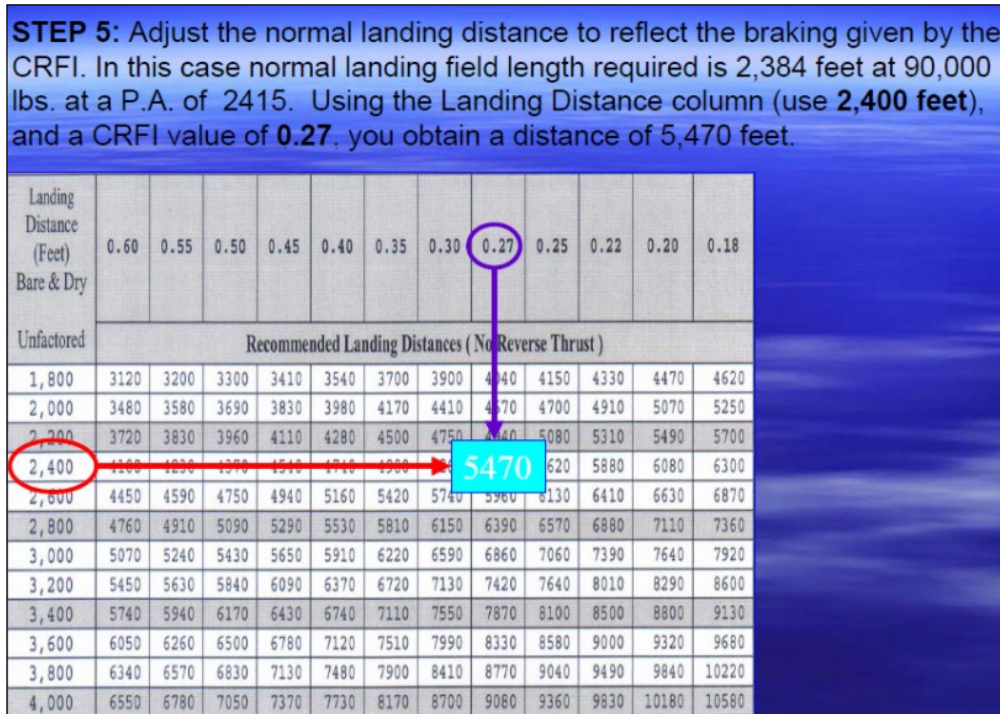 STEP 5: Adjust the normal landing distance to reflect the braking given by the
CRFI. In this case normal landing field length required is 2,384 feet at 90,000
lbs. at a P.A. of 2415. Using the Landing Distance column (use 2,400 feet),
and a CRFI value of 0.27, you obtain a distance of 5,470 feet.
Landing
Distance
(Feet) 0.60 0.55 0.50 0.45 0.40 0.35 0.30 0.27 0.25 0.22 0.20 0.18
Bare & Dry
Unfactored Recommended Landing Distances ( No Reverse Thrust )
1,800 3120 3200 3300 3410 3540 3700 3900 4040 4150 4330 4470 4620
2,000 3480 3580 3690 3830 3980 4170 4410 4570 4700 4910 5070 5250
2,200 3720 3830 3960 4110 4280 4500 4750 4940 5080 5310 5490 5700
2,400 5470 5880 6080 6300
2,600 4450 4590 4750 4940 5160 5420 5740 5960 6130 6410 6630 6870
2,800 4760 4910 5090 5290 5530 5810 6150 6390 6570 6880 7110 7360
3,000 5070 5240 5430 5650 5910 6220 6590 6860 7060 7390 7640 7920
3,200 5450 5630 5840 6090 6370 6720 7130 7420 7640 8010 8290 8600
3,400 5740 5940 6170 6430 6740 7110 7550 7870 8100 8500 8800 9130
3,600 6050 6260 6500 6780 7120 7510 7990 8330 8580 9000 9320 9680
3,800 6340 6570 6830 7130 7480 7900 8410 8770 9040 9490 9840 10220
4,000 6550 6780 7050 7370 7730 8170 8700 9080 9360 9830 10180 10580